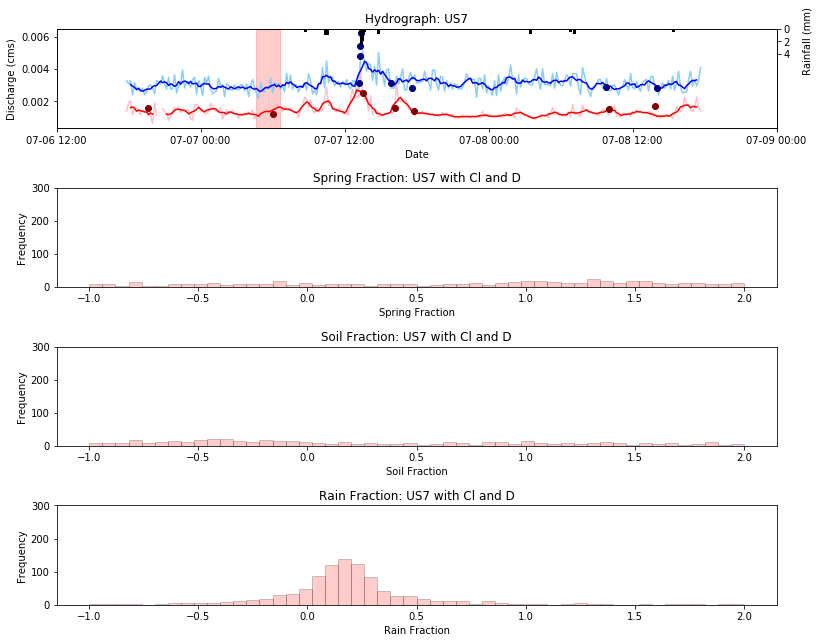 Hydrograph: US7
Discharge (cms)
0.006
0.004
0.002
0
2
4
Rainfall (mm)
07-06 12:00 07-07 00:00 07-07 12:00 07-08 00:00 07-08 12:00 07-09 00:00
Date
Spring Fraction: US7 with Cl and D
Frequency
300
200
100
0
−1.0 −0.5 0.0 0.5 1.0 1.5 2.0
Spring Fraction
Soil Fraction: US7 with Cl and D
Frequency
300
200
100
0
−1.0 −0.5 0.0 0.5 1.0 1.5 2.0
Soil Fraction
Rain Fraction: US7 with Cl and D
Frequency
300
200
100
0
−1.0 −0.5 0.0 0.5 1.0 1.5 2.0
Rain Fraction